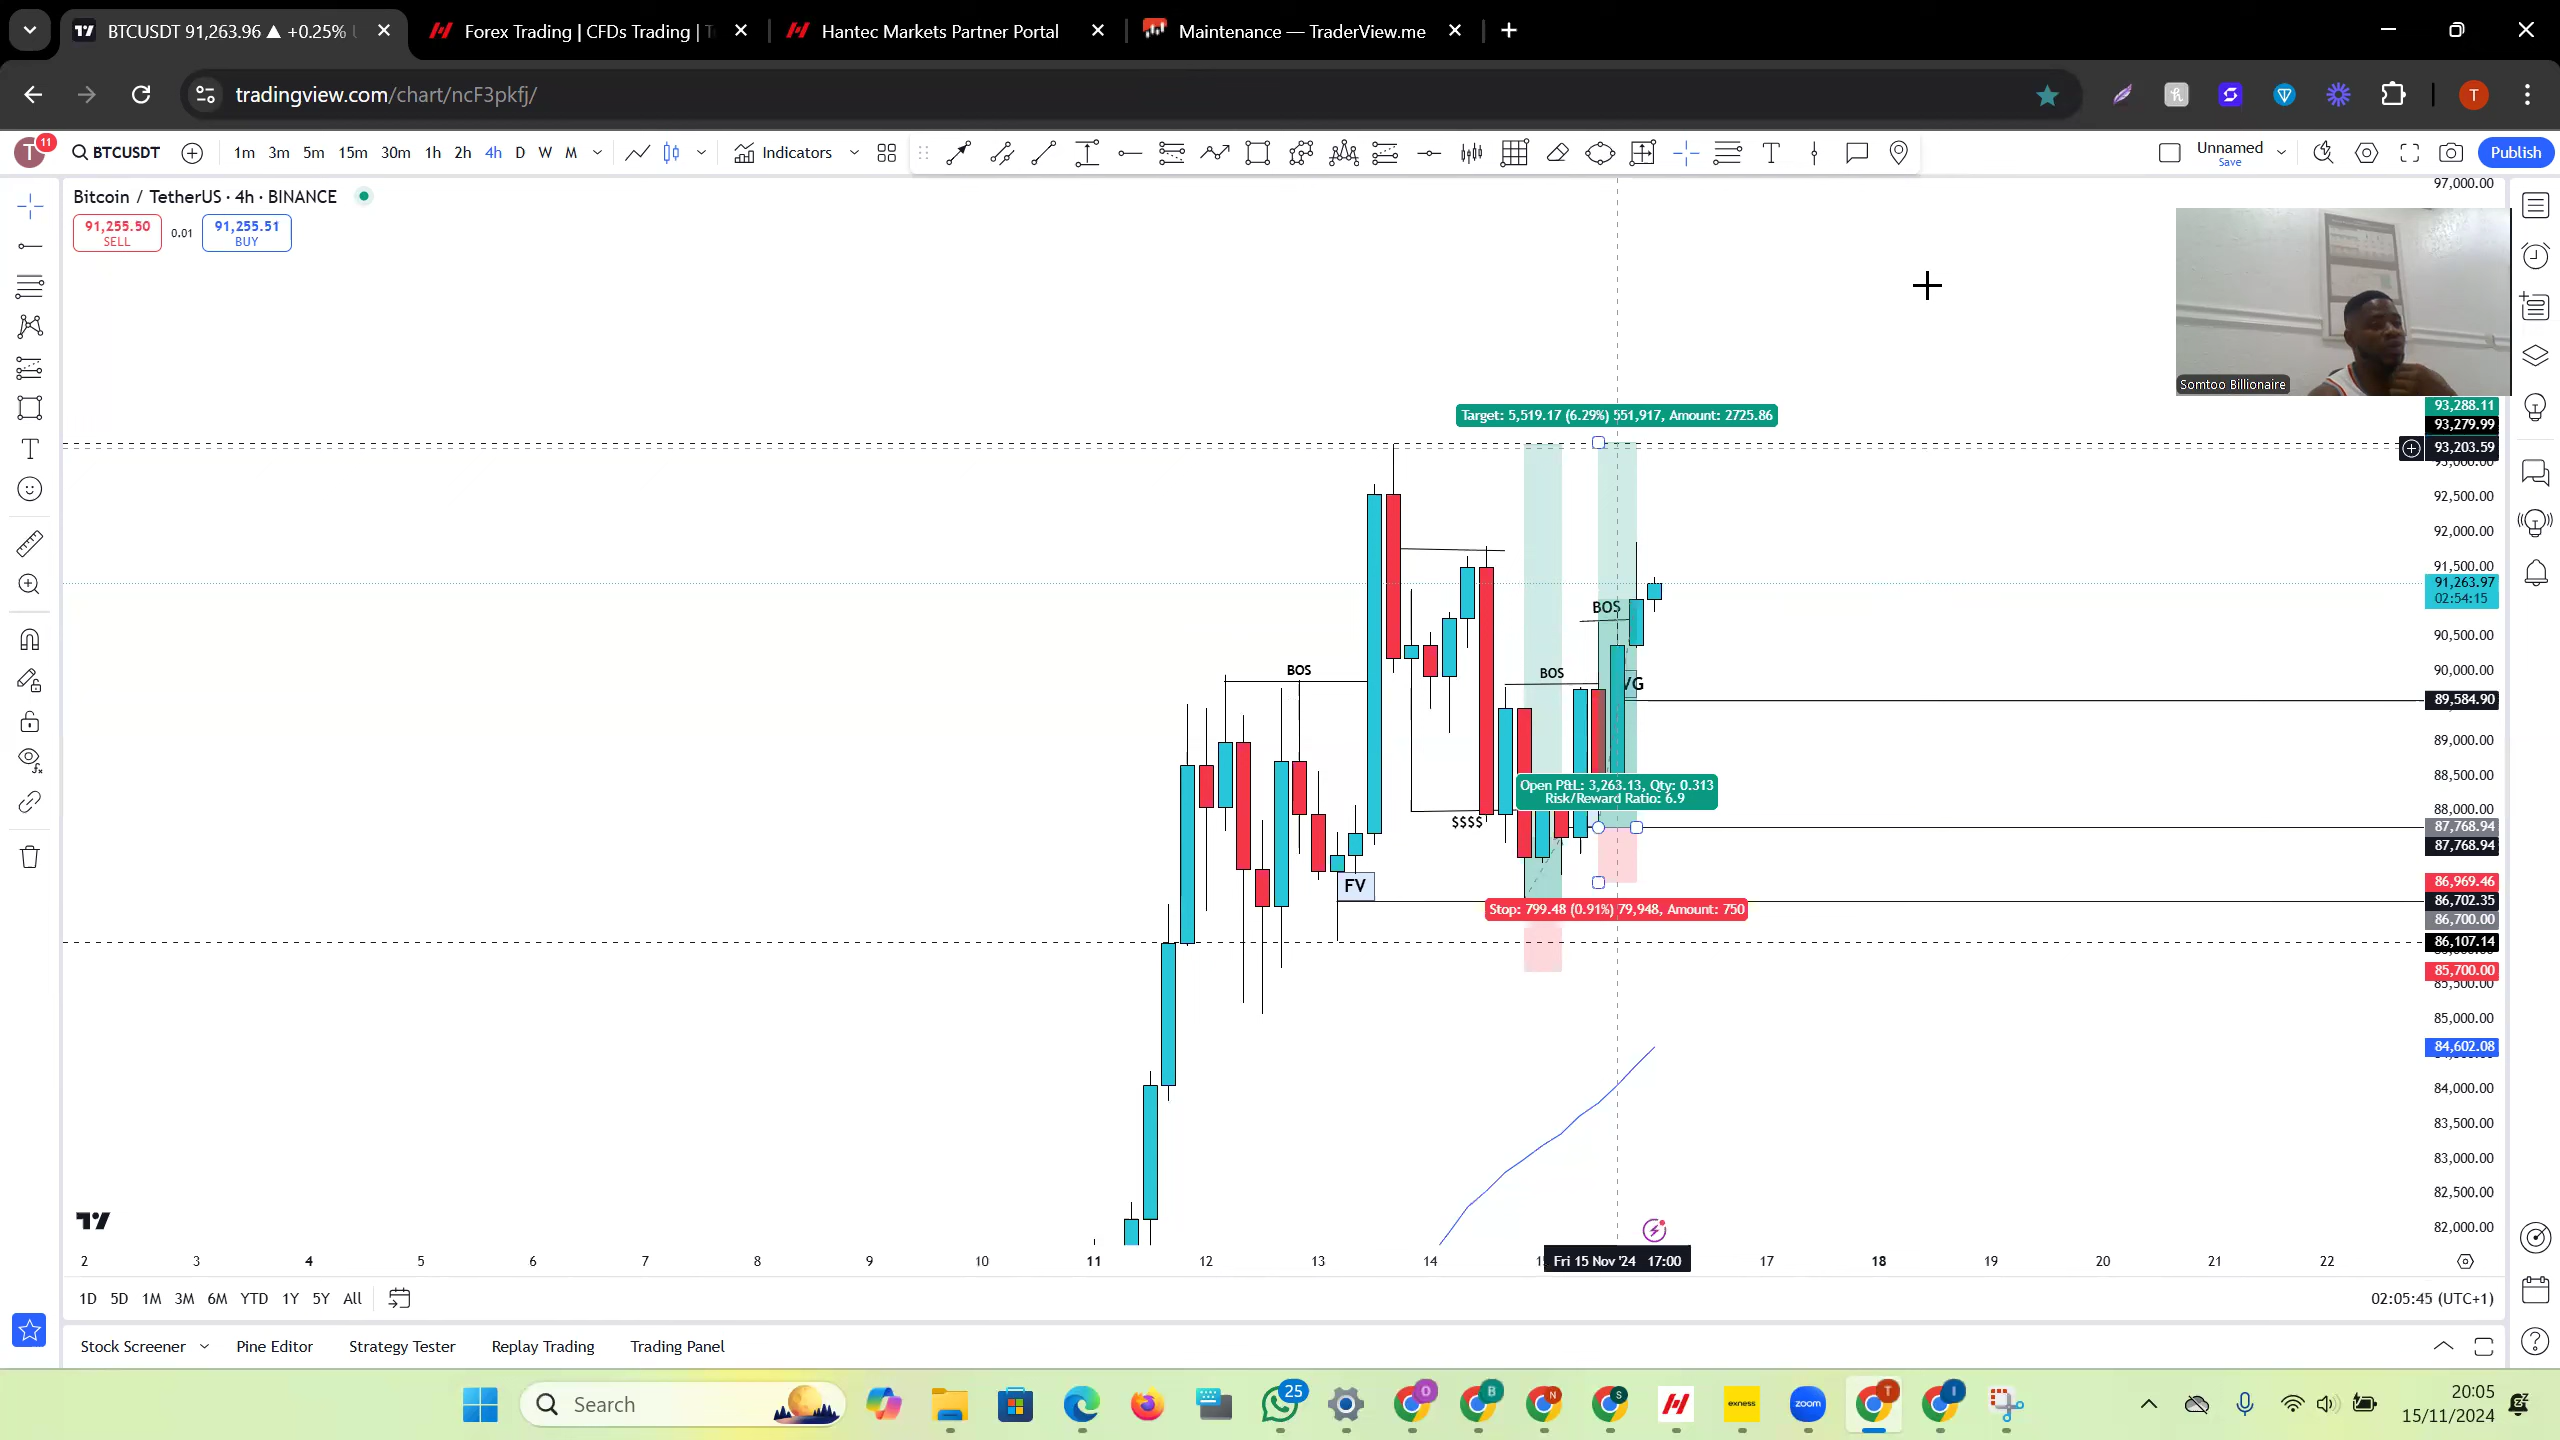 BTCUSDT 91,263.96 ▲ +0.25%
Forex Trading | CFDs Trading |
Hantec Markets Partner Portal
Maintenance — TraderView.me
tradingview.com/chart/ncF3pkfj/
T
T
11
BTCUSDT
1m 3m 5m 15m 30m 1h 2h 4h D W M
Indicators
Unnamed
Save
Publish
Bitcoin / TetherUS · 4h · BINANCE
91,255.50
SELL
0.01
91,255.51
BUY
Somtoo Billionaire
97,000.00
93,288.11
93,279.99
93,203.59
92,500.00
92,000.00
91,500.00
91,263.97
02:54:15
90,500.00
90,000.00
89,584.90
89,000.00
88,500.00
88,000.00
87,768.94
87,768.94
86,969.46
86,702.35
86,700.00
86,107.14
85,700.00
85,500.00
85,000.00
84,602.08
84,000.00
83,500.00
83,000.00
82,500.00
82,000.00
Target: 5,519.17 (6.29%) 551,917, Amount: 2725.86
BOS
BOS
BOS
VG
Open P&L: 3,263.13, Qty: 0.313
Risk/Reward Ratio: 6.9
$$$$
FV
Stop: 799.48 (0.91%) 79,948, Amount: 750
2 3 4 5 6 7 8 9 10 11 12 13 14 Fri 15 Nov '24 17:00 17 18 19 20 21 22
1D 5D 1M 3M 6M YTD 1Y 5Y All
02:05:45 (UTC+1)
Stock Screener Pine Editor Strategy Tester Replay Trading Trading Panel
Search
25
O
B
N
S
exness
zoom
T
I
20:05
15/11/2024